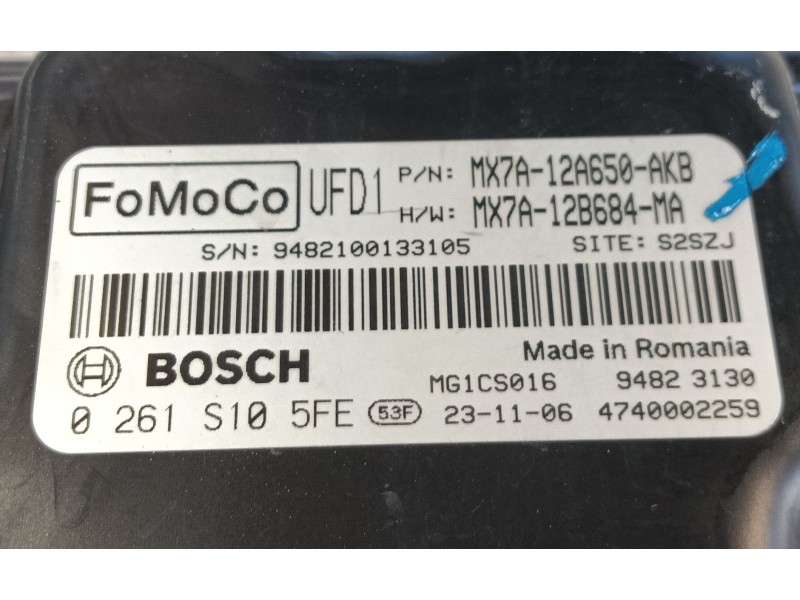 FoMoCo UFD1 P/N: MX7A-12A650-AKB
H/W: MX7A-12B684-MA
S/N: 9482100133105 SITE: S2SZJ
BOSCH Made in Romania
MG1CS016 9482 3130
0 261 S10 5FE 53F 23-11-06 4740002259